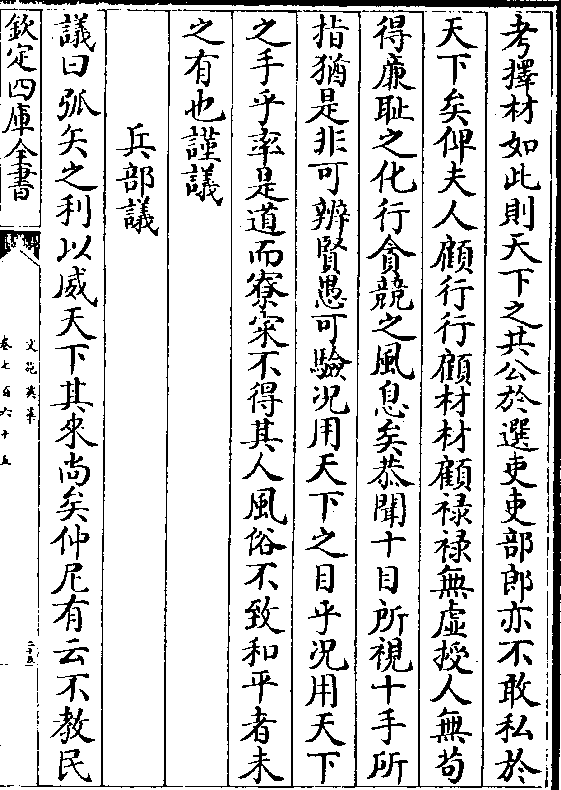 考擇材如此則天下之共公於選吏吏部郎亦不敢私於
天下矣俾夫人顧行行顧材材顧禄禄無虛授人無苟
得廉耻之化行貪競之風息矣恭聞十目所視十手所
指猶是非可辨賢愚可驗况用天下之目乎况用天下
之手乎率是道而寮寀不得其人風俗不致和平者未
之有也謹議
兵部議
議曰弧矢之利以威天下其來尚矣仲尼有云不教民
欽定四庫全書
文苑英華
卷七百六十五
二十五